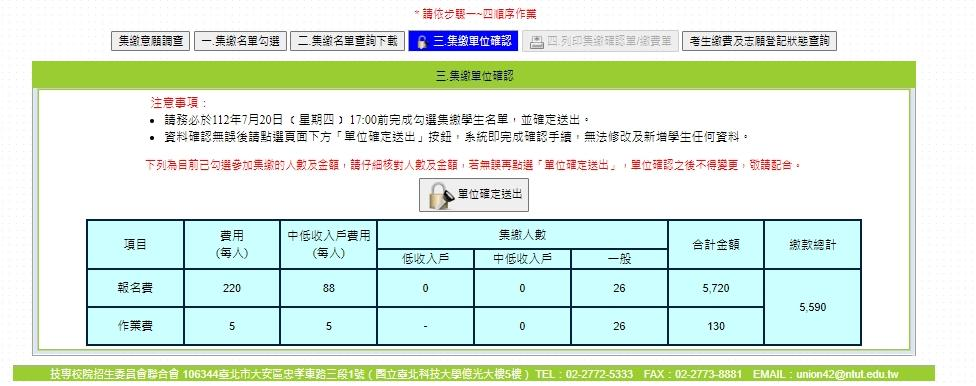 * 請依步驟一~四順序作業
集繳意願調查 一.集繳名單勾選 二.集繳名單查詢下載 三.集繳單位確認 四.列印集繳確認單/繳費單 考生繳費及志願登記狀態查詢
三.集繳單位確認
注意事項：
• 請務必於112年7月20日（星期四）17:00前完成勾選集繳學生名單，並確定送出。
• 資料確認無誤後請點選頁面下方「單位確定送出」按鈕，系統即完成確認手續，無法修改及新增學生任何資料。
下列為目前已勾選參加集繳的人數及金額，請仔細核對人數及金額，若無誤再點選「單位確定送出」，單位確認之後不得變更，敬請配合。
單位確定送出
項目 費用 (每人) 中低收入戶費用 (每人) 集繳人數 合計金額 繳款總計
低收入戶 中低收入戶 一般
報名費 220 88 0 0 26 5,720 5,590
作業費 5 5 - 0 26 130
技專校院招生委員會聯合會 106344臺北市大安區忠孝東路三段1號（國立臺北科技大學億光大樓5樓） TEL：02-2772-5333 FAX：02-2773-8881 EMAIL：union42@ntut.edu.tw